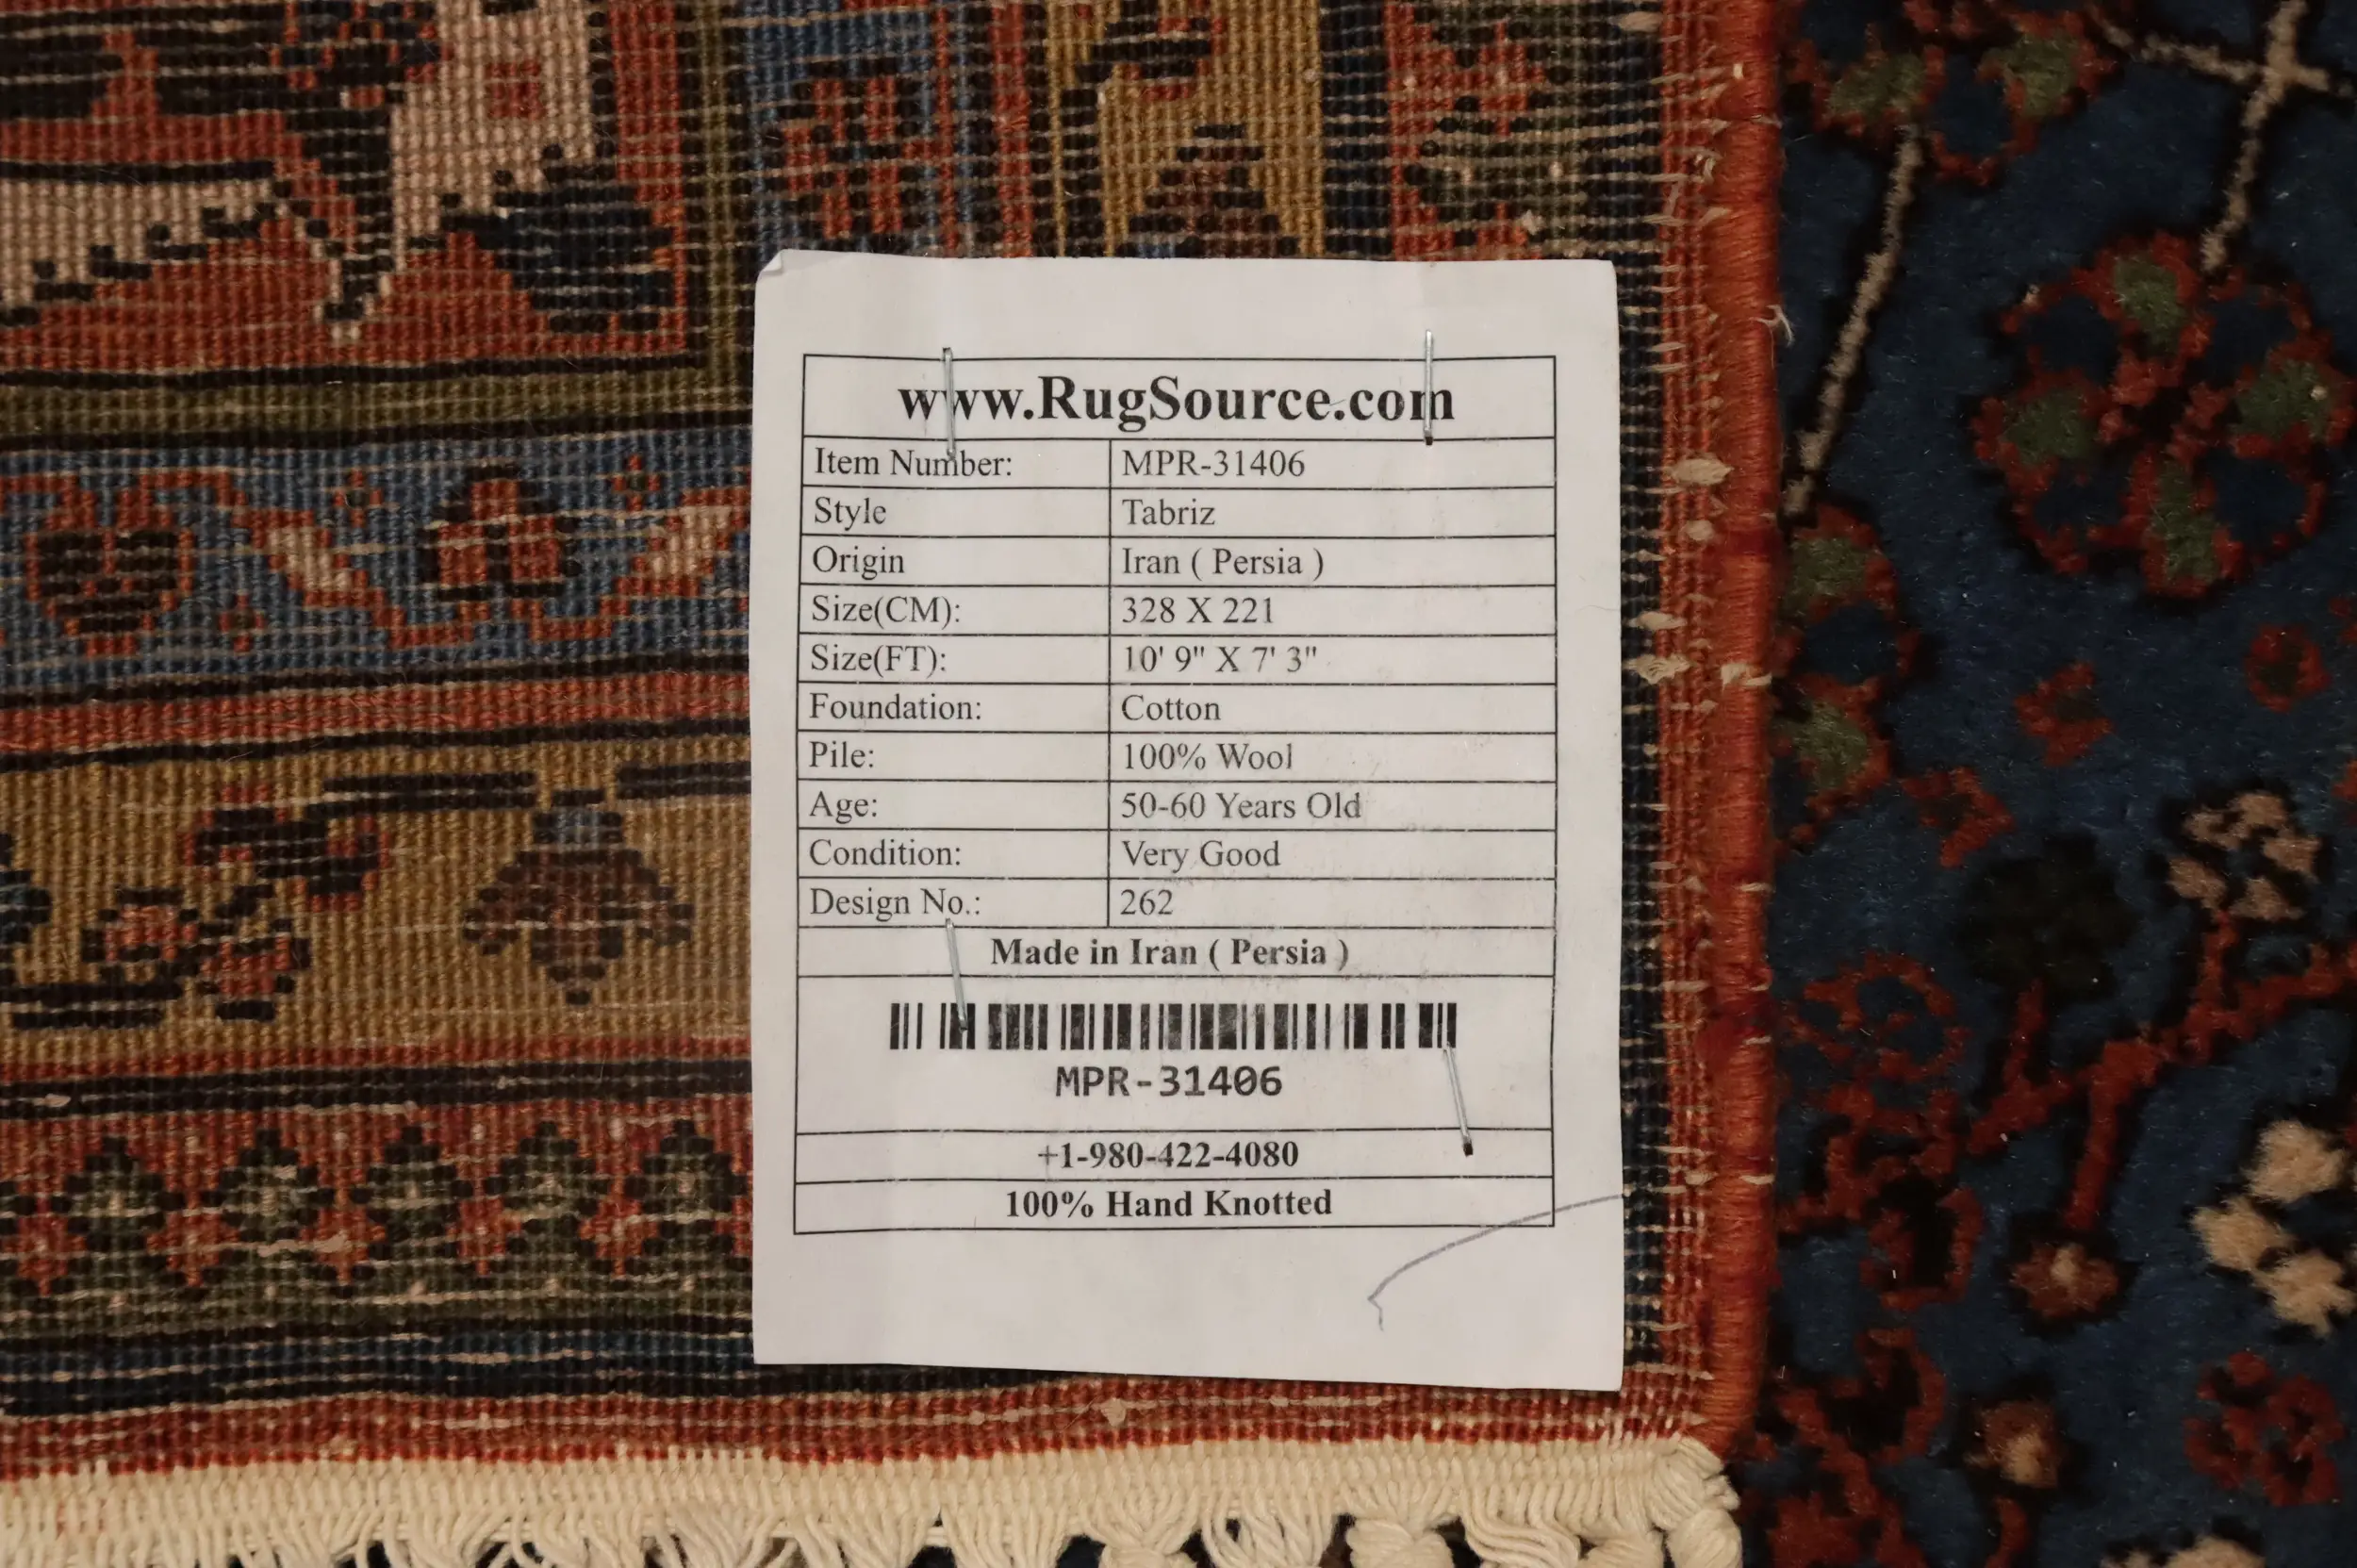 www.RugSource.com
Item Number: MPR-31406
Style Tabriz
Origin Iran ( Persia )
Size(CM): 328 X 221
Size(FT): 10' 9" X 7' 3"
Foundation: Cotton
Pile: 100% Wool
Age: 50-60 Years Old
Condition: Very Good
Design No.: 262
Made in Iran ( Persia )
MPR-31406
+1-980-422-4080
100% Hand Knotted